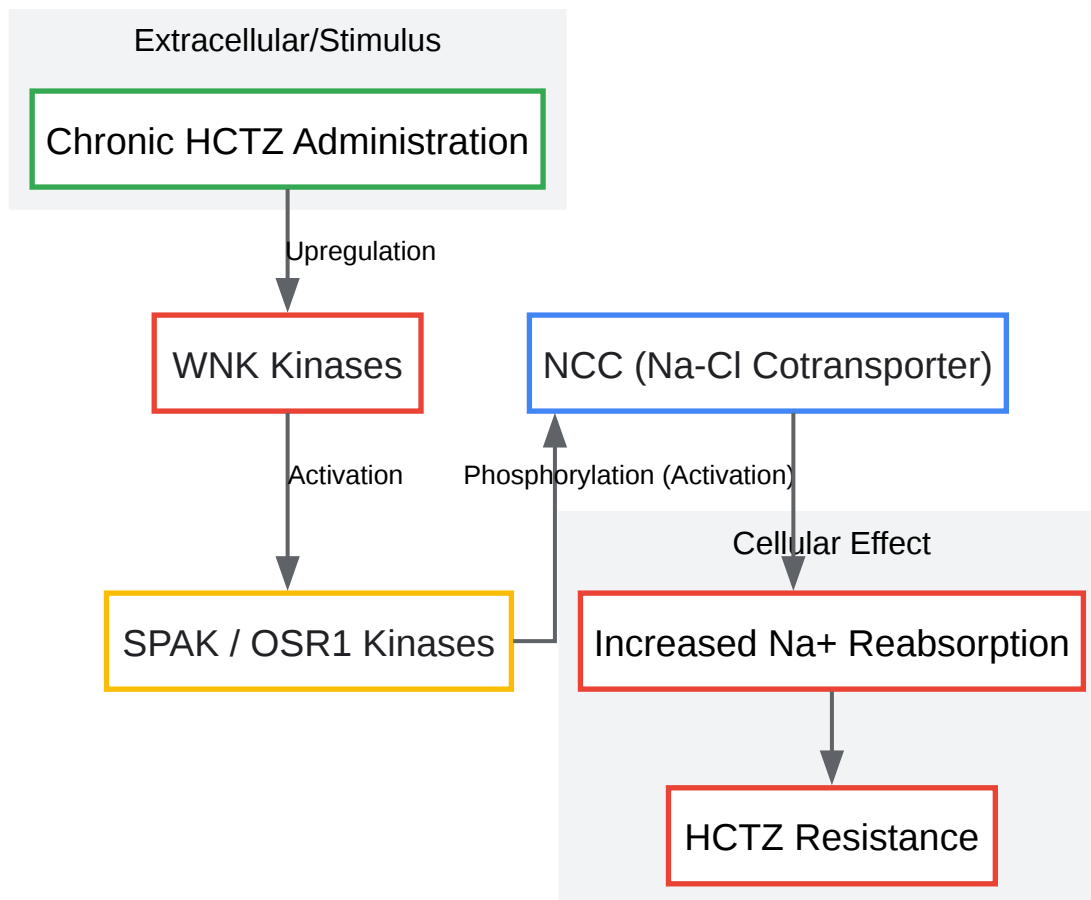 Extracellular/Stimulus
Chronic HCTZ Administration
Upregulation
WNK Kinases
NCC (Na-Cl Cotransporter)
Activation
Phosphorylation (Activation)
Cellular Effect
SPAK / OSR1 Kinases
Increased Na+ Reabsorption
HCTZ Resistance